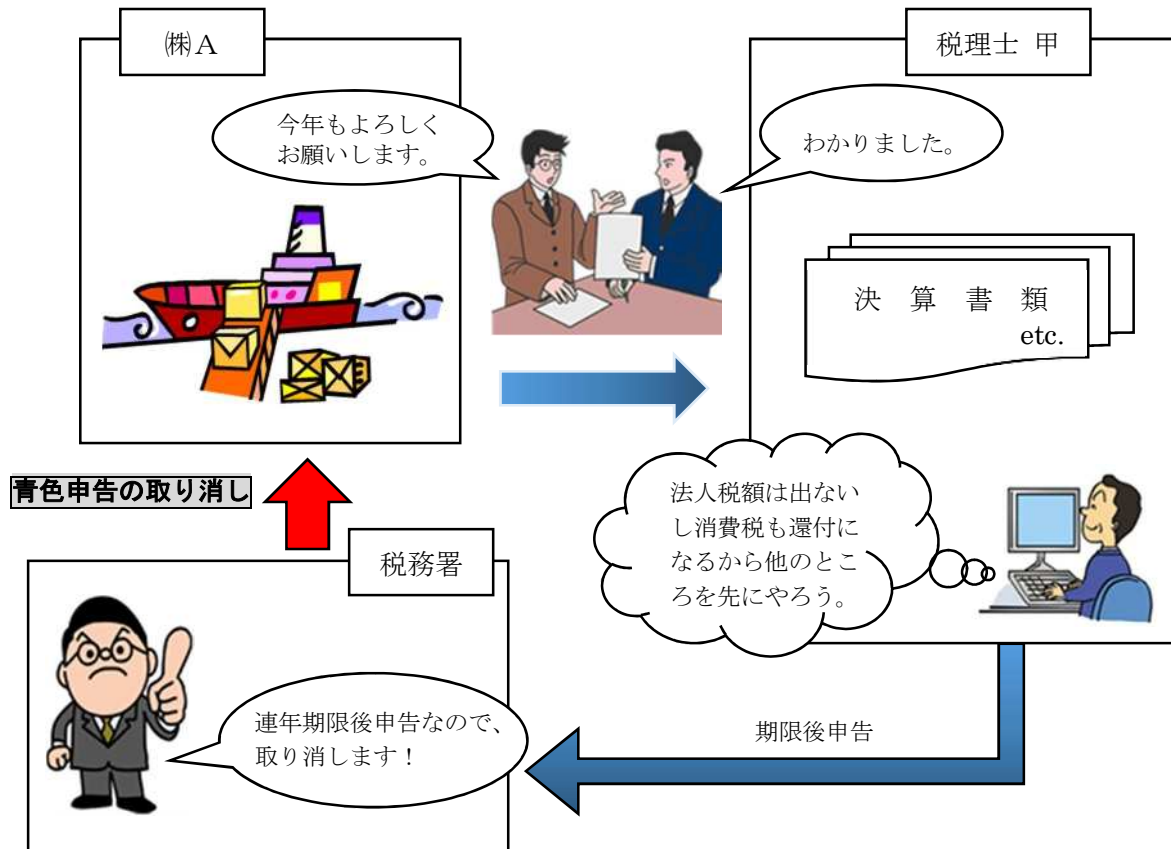 ㈱A
税理士 甲
今年もよろしく
お願いします。
わかりました。
決 算 書 類
etc.
青色申告の取り消し
法人税額は出ない
し消費税も還付に
なるから他のとこ
ろを先にやろう。
税務署
連年期限後申告なので、
取り消します!
期限後申告